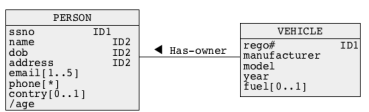 PERSON
ssno ID1
name ID2
dob ID2
address ID2
email[1..5]
phone[*]
contry[0..1]
/age
◀ Has-owner
VEHICLE
rego# ID1
manufacturer
model
year
fuel[0..1]